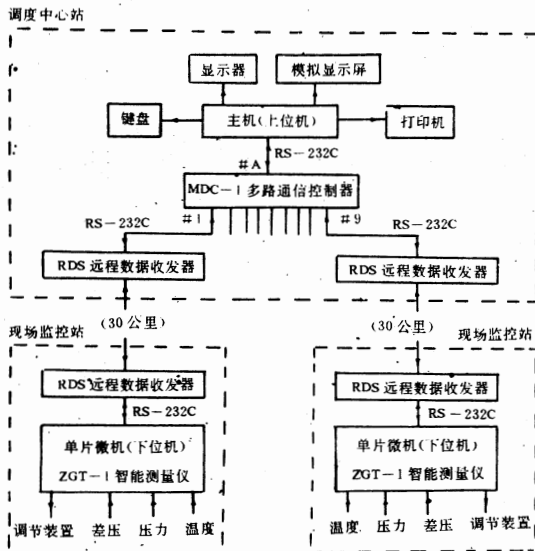 调度中心站
显示器
模拟显示屏
键盘
主机(上位机)
打印机
RS-232C
#A
MDC-1多路通信控制器
#1
#9
RS-232C
RS-232C
RDS远程数据收发器
RDS远程数据收发器
(30公里)
(30公里)
现场监控站
现场监控站
RDS远程数据收发器
RDS远程数据收发器
RS-232C
RS-232C
单片微机(下位机)
ZGT-1智能测量仪
单片微机(下位机)
ZGT-1智能测量仪
调节装置 差压 压力 温度
温度 压力 差压 调节装置